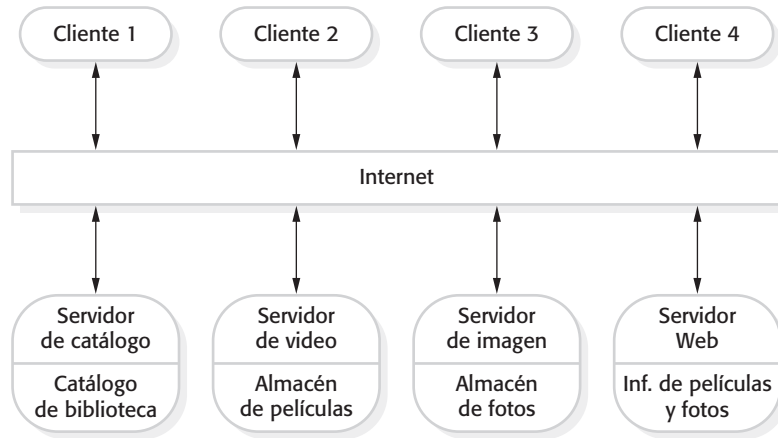 Cliente 1
Cliente 2
Cliente 3
Cliente 4
Internet
Servidor
de catálogo
Catálogo
de biblioteca
Servidor
de video
Almacén
de películas
Servidor
de imagen
Almacén
de fotos
Servidor
Web
Inf. de películas
y fotos